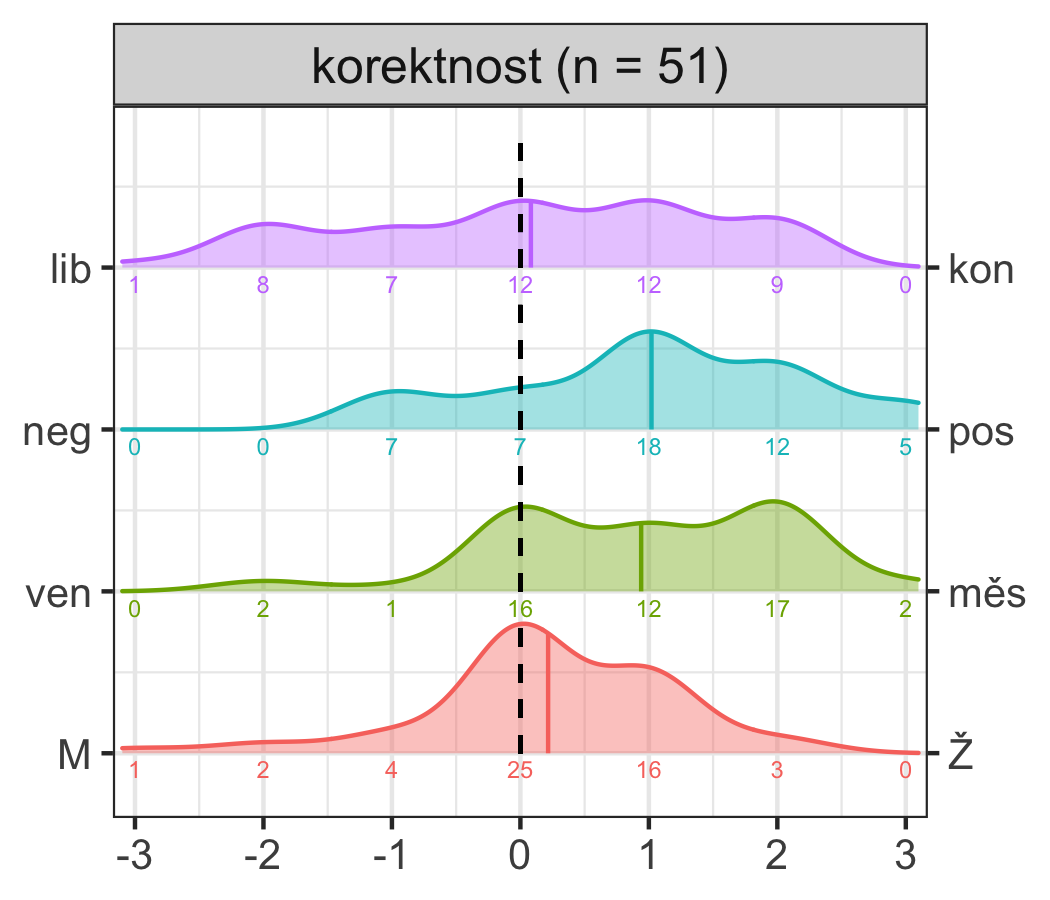 korektnost (n = 51)
lib kon
1 8 7 12 12 9 0
neg pos
0 0 7 7 18 12 5
ven měs
0 2 1 16 12 17 2
M Ž
1 2 4 25 16 3 0
-3 -2 -1 0 1 2 3